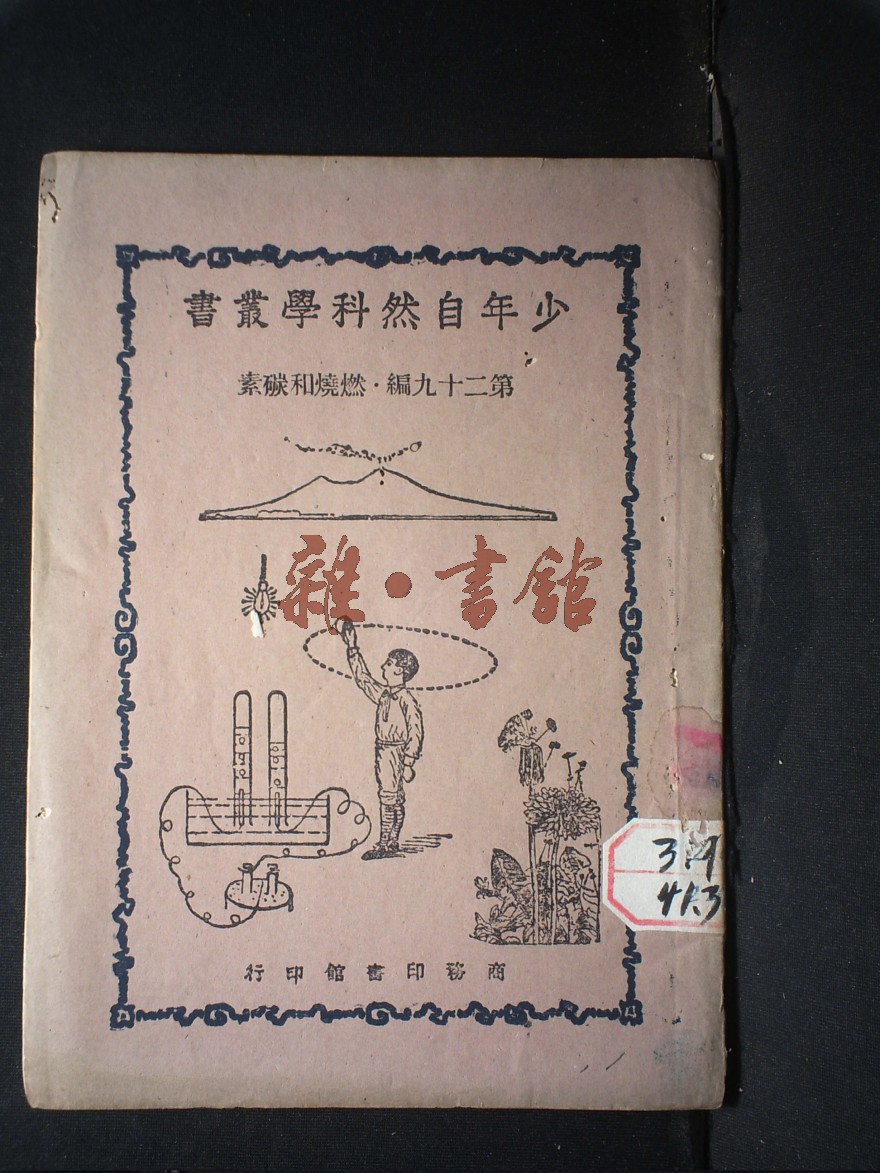 少年自然科學叢書
第二十九編·燃燒和碳素
雜·書館
商務印書館印行